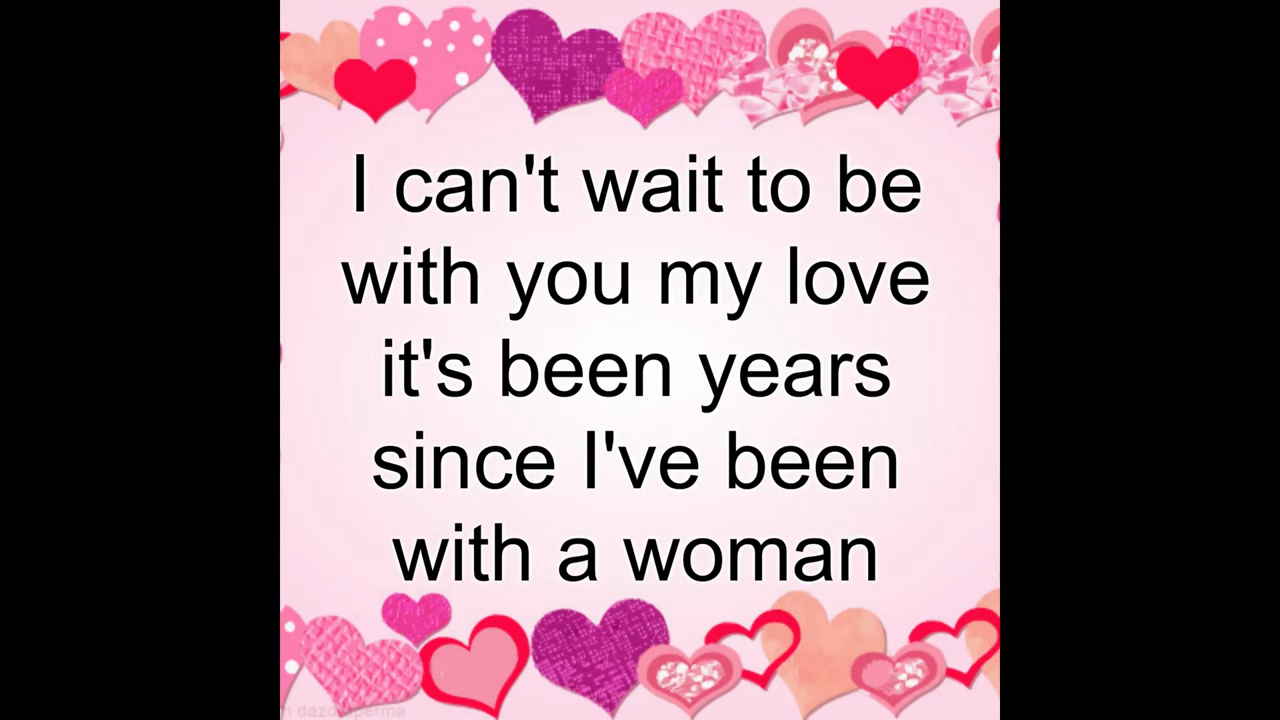 I can't wait to be
with you my love
it's been years
since I've been
with a woman